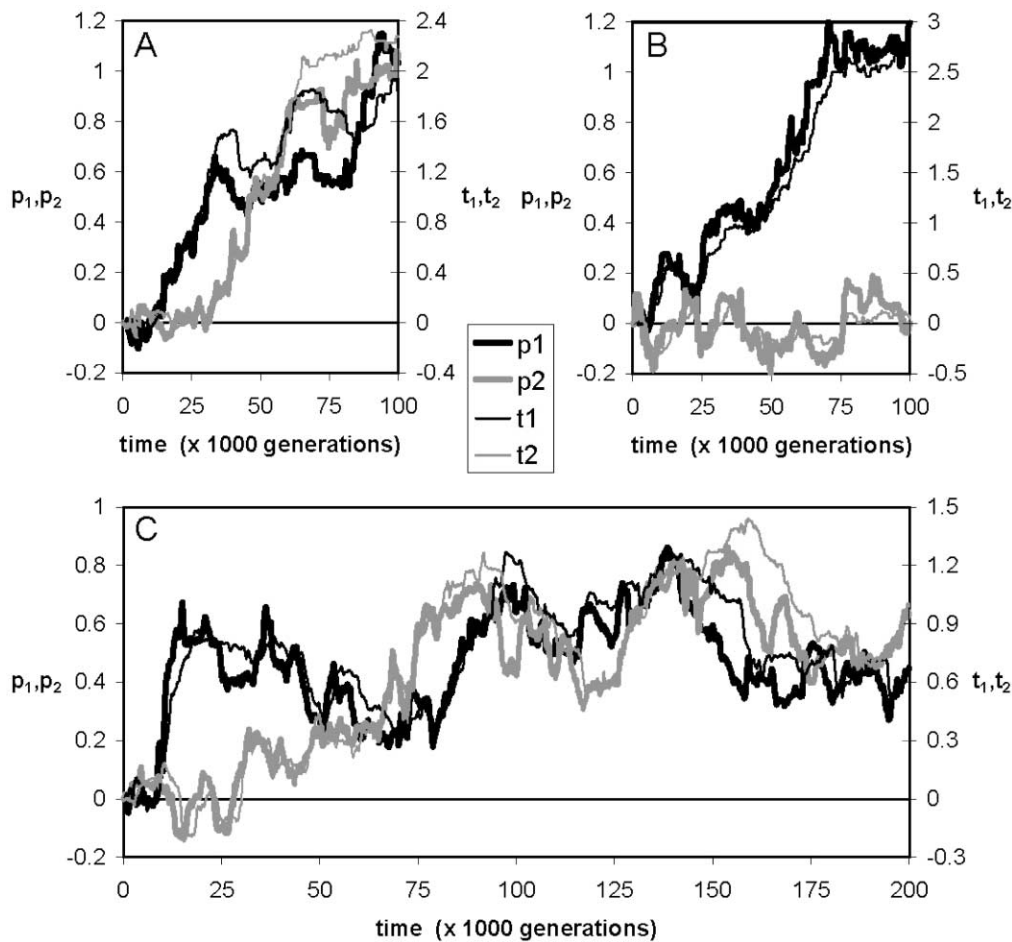 A
1.2
1
0.8
0.6
0.4
0.2
0
-0.2
2.4
2
1.6
1.2
0.8
0.4
0
-0.4
p1,p2
t1,t2
0 25 50 75 100
time (x 1000 generations)
B
1.2
1
0.8
0.6
0.4
0.2
0
-0.2
3
2.5
2
1.5
1
0.5
0
-0.5
p1,p2
t1,t2
0 25 50 75 100
time (x 1000 generations)
p1
p2
t1
t2
C
1
0.8
0.6
0.4
0.2
0
-0.2
1.5
1.2
0.9
0.6
0.3
0
-0.3
p1,p2
t1,t2
0 25 50 75 100 125 150 175 200
time (x 1000 generations)